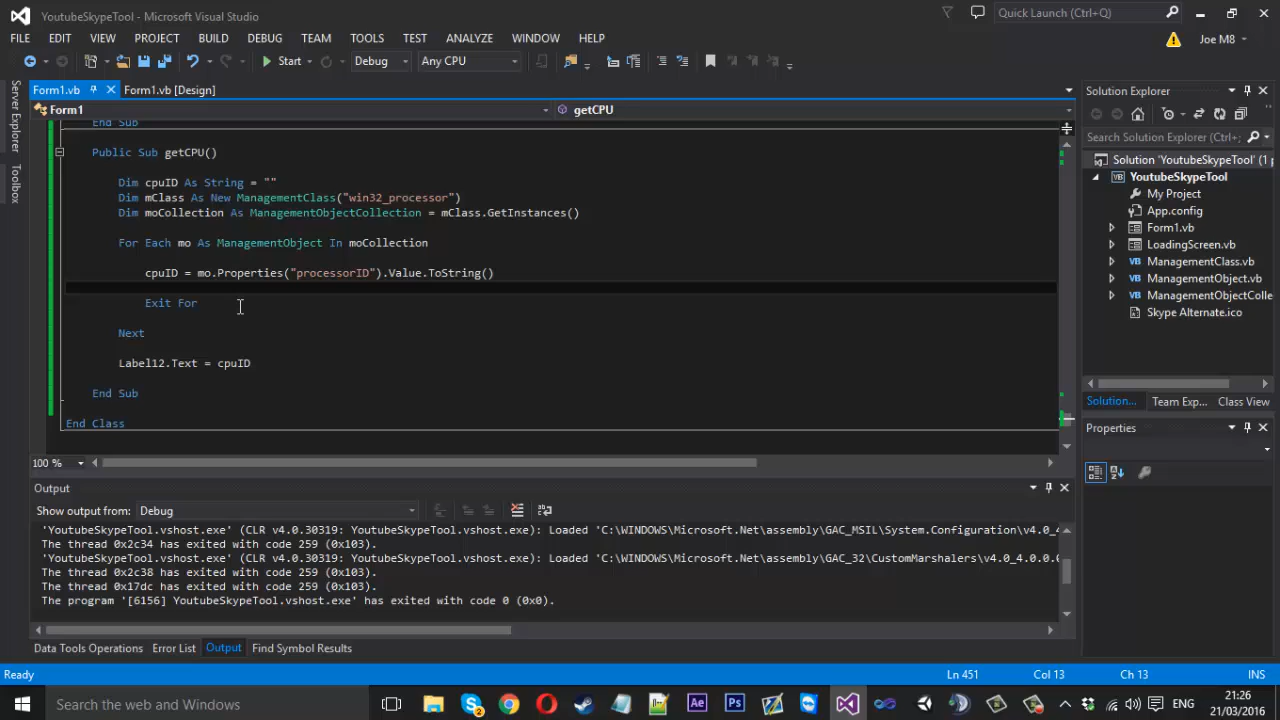 YoutubeSkypeTool - Microsoft Visual Studio
Quick Launch (Ctrl+Q)
FILE EDIT VIEW PROJECT BUILD DEBUG TEAM TOOLS TEST ANALYZE WINDOW HELP
Joe M8
Start Debug Any CPU
Form1.vb Form1.vb [Design]
Solution Explorer
Form1 getCPU
Server Explorer
Toolbox
Search Solution Explorer (Ctrl+;)
Solution 'YoutubeSkypeTool' (1 p
YoutubeSkypeTool
My Project
App.config
Form1.vb
LoadingScreen.vb
ManagementClass.vb
ManagementObject.vb
ManagementObjectColle
Skype Alternate.ico
Solution... Team Exp... Class View
Properties
End Sub
Public Sub getCPU()
Dim cpuID As String = ""
Dim mClass As New ManagementClass("win32_processor")
Dim moCollection As ManagementObjectCollection = mClass.GetInstances()
For Each mo As ManagementObject In moCollection
cpuID = mo.Properties("processorID").Value.ToString()
Exit For
Next
Label12.Text = cpuID
End Sub
End Class
100 %
Output
Show output from: Debug
'YoutubeSkypeTool.vshost.exe' (CLR v4.0.30319: YoutubeSkypeTool.vshost.exe): Loaded 'C:\WINDOWS\Microsoft.Net\assembly\GAC_MSIL\System.Configuration\v4.0_4
The thread 0x2c34 has exited with code 259 (0x103).
'YoutubeSkypeTool.vshost.exe' (CLR v4.0.30319: YoutubeSkypeTool.vshost.exe): Loaded 'C:\WINDOWS\Microsoft.Net\assembly\GAC_32\CustomMarshalers\v4.0_4.0.0.0
The thread 0x2c38 has exited with code 259 (0x103).
The thread 0x17dc has exited with code 259 (0x103).
The program '[6156] YoutubeSkypeTool.vshost.exe' has exited with code 0 (0x0).
Data Tools Operations Error List Output Find Symbol Results
Ready Ln 451 Col 13 Ch 13 INS
Search the web and Windows
2
Ae Ps
ENG
21:26
21/03/2016